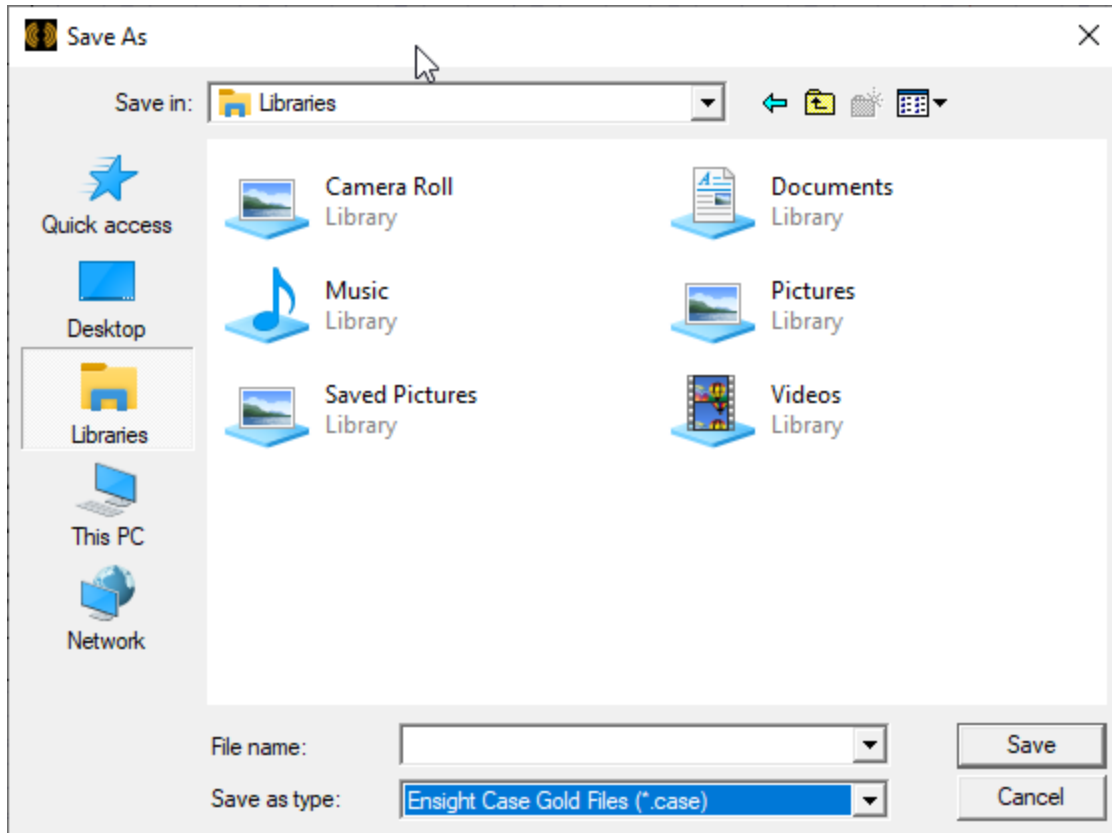 Save As
Save in:
Libraries
Quick access
Desktop
Libraries
This PC
Network
Camera Roll
Library
Documents
Library
Music
Library
Pictures
Library
Saved Pictures
Library
Videos
Library
File name:
Save
Save as type:
Ensight Case Gold Files (*.case)
Cancel